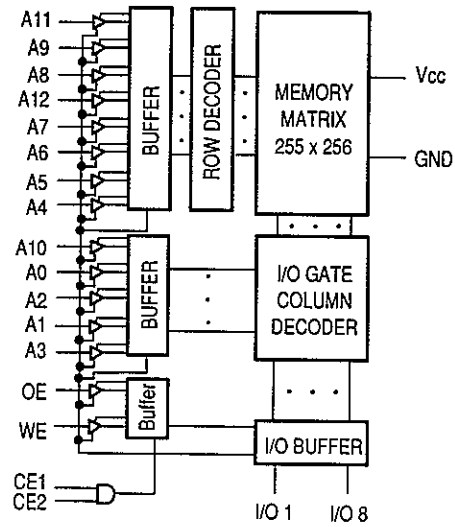 A11
A9
A8
A12
A7
A6
A5
A4
BUFFER
ROW DECODER
MEMORY
MATRIX
255 x 256
Vcc
GND
A10
A0
A2
A1
A3
BUFFER
I/O GATE
COLUMN
DECODER
OE
WE
Buffer
I/O BUFFER
CE1
CE2
I/O 1
I/O 8